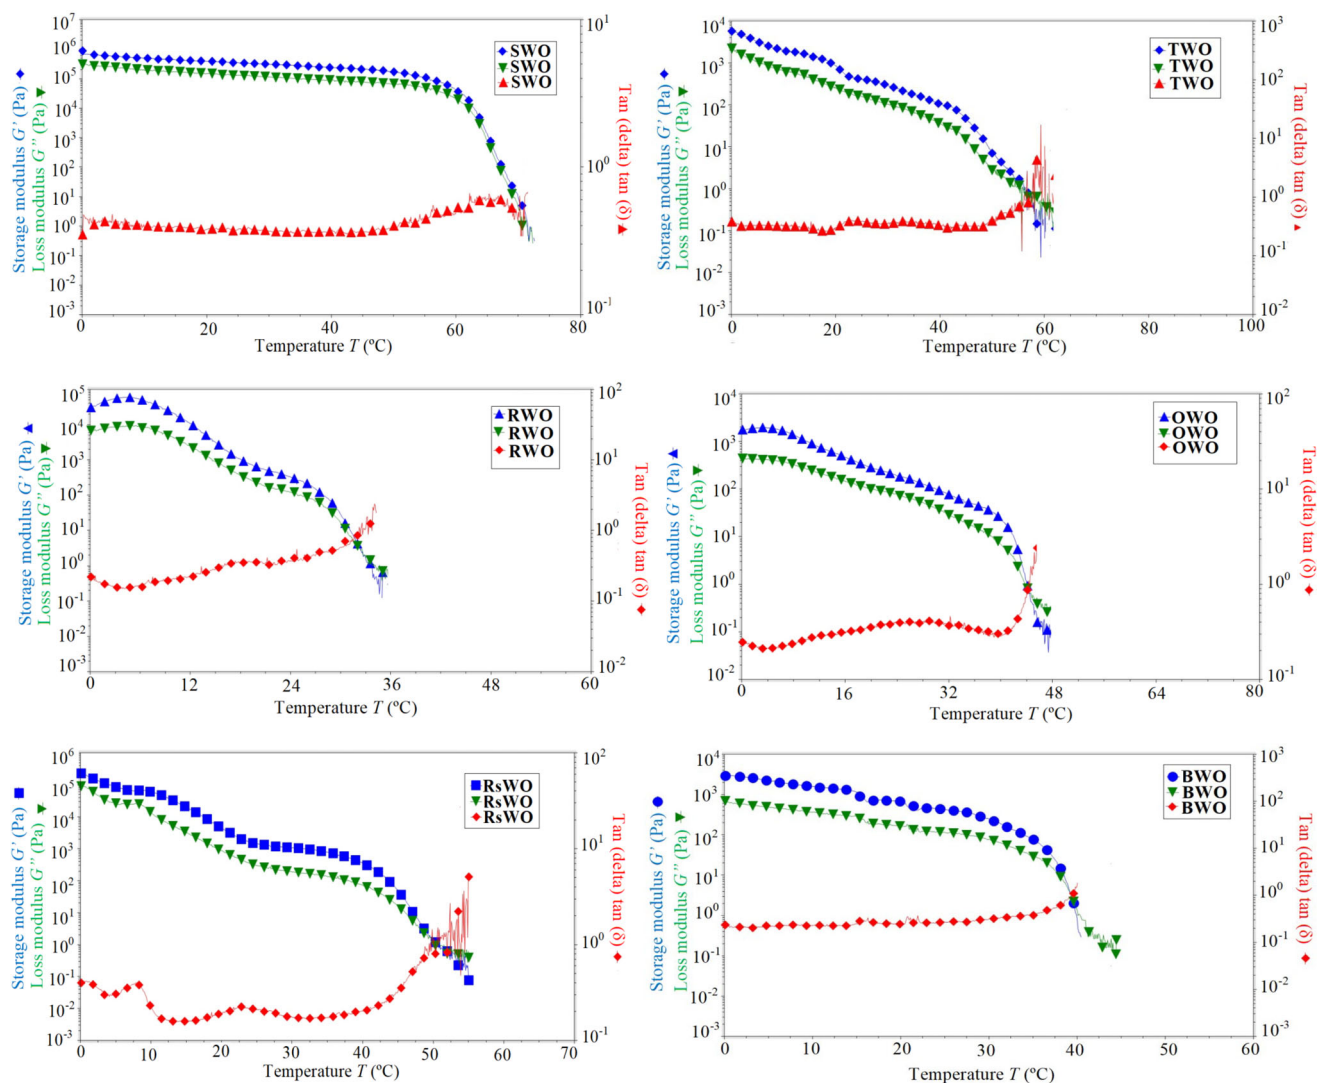 10⁷
10⁶
10⁵
10⁴
10³
10²
10¹
10⁰
10⁻¹
10⁻²
10⁻³
Storage modulus G' (Pa)
Loss modulus G'' (Pa)
0
20
40
60
80
Temperature T (ºC)
10¹
10⁰
10⁻¹
Tan (delta) tan (δ)
SWO
SWO
SWO
10⁴
10³
10²
10¹
10⁰
10⁻¹
10⁻²
10⁻³
Storage modulus G' (Pa)
Loss modulus G'' (Pa)
0
20
40
60
80
100
Temperature T (ºC)
10³
10²
10¹
10⁰
10⁻¹
10⁻²
Tan (delta) tan (δ)
TWO
TWO
TWO
10⁵
10⁴
10³
10²
10¹
10⁰
10⁻¹
10⁻²
10⁻³
Storage modulus G' (Pa)
Loss modulus G'' (Pa)
0
12
24
36
48
60
Temperature T (ºC)
10²
10¹
10⁰
10⁻¹
10⁻²
Tan (delta) tan (δ)
RWO
RWO
RWO
10⁴
10³
10²
10¹
10⁰
10⁻¹
10⁻²
Storage modulus G' (Pa)
Loss modulus G'' (Pa)
0
16
32
48
64
80
Temperature T (ºC)
10²
10¹
10⁰
10⁻¹
Tan (delta) tan (δ)
OWO
OWO
OWO
10⁶
10⁵
10⁴
10³
10²
10¹
10⁰
10⁻¹
10⁻²
10⁻³
Storage modulus G' (Pa)
Loss modulus G'' (Pa)
0
10
20
30
40
50
60
70
Temperature T (ºC)
10²
10¹
10⁰
10⁻¹
Tan (delta) tan (δ)
RsWO
RsWO
RsWO
10⁴
10³
10²
10¹
10⁰
10⁻¹
10⁻²
10⁻³
Storage modulus G' (Pa)
Loss modulus G'' (Pa)
0
10
20
30
40
50
60
Temperature T (ºC)
10³
10²
10¹
10⁰
10⁻¹
10⁻²
10⁻³
Tan (delta) tan (δ)
BWO
BWO
BWO